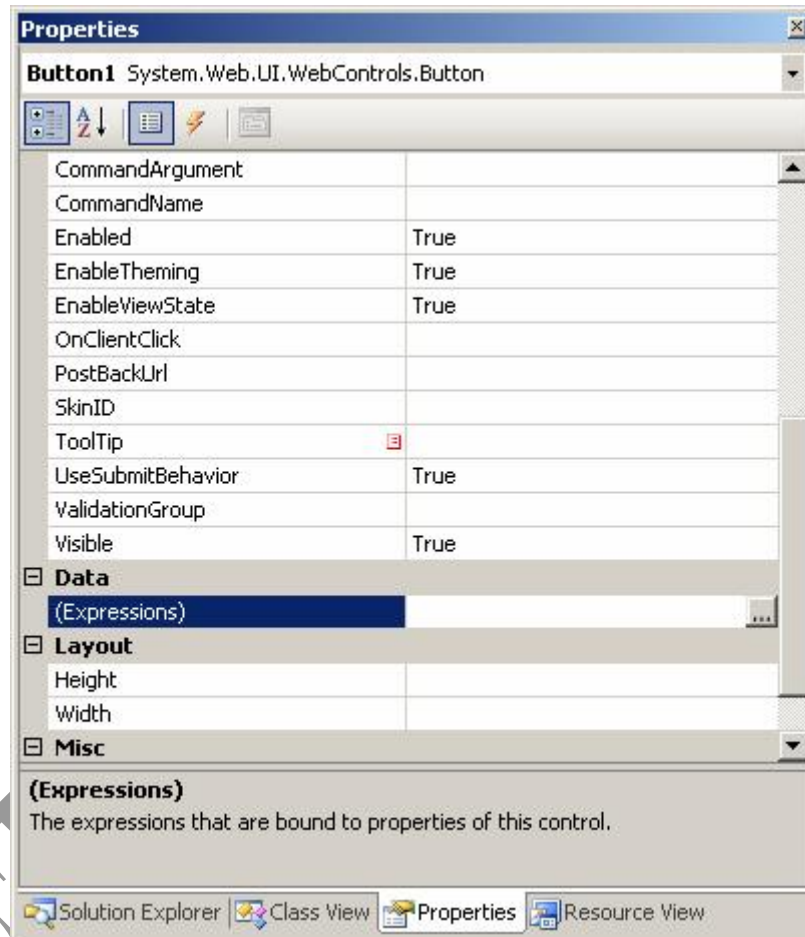 Properties
Button1 System.Web.UI.WebControls.Button
CommandArgument
CommandName
Enabled True
EnableTheming True
EnableViewState True
OnClientClick
PostBackUrl
SkinID
ToolTip
UseSubmitBehavior True
ValidationGroup
Visible True
Data
(Expressions) ...
Layout
Height
Width
Misc
(Expressions)
The expressions that are bound to properties of this control.
Solution Explorer Class View Properties Resource View